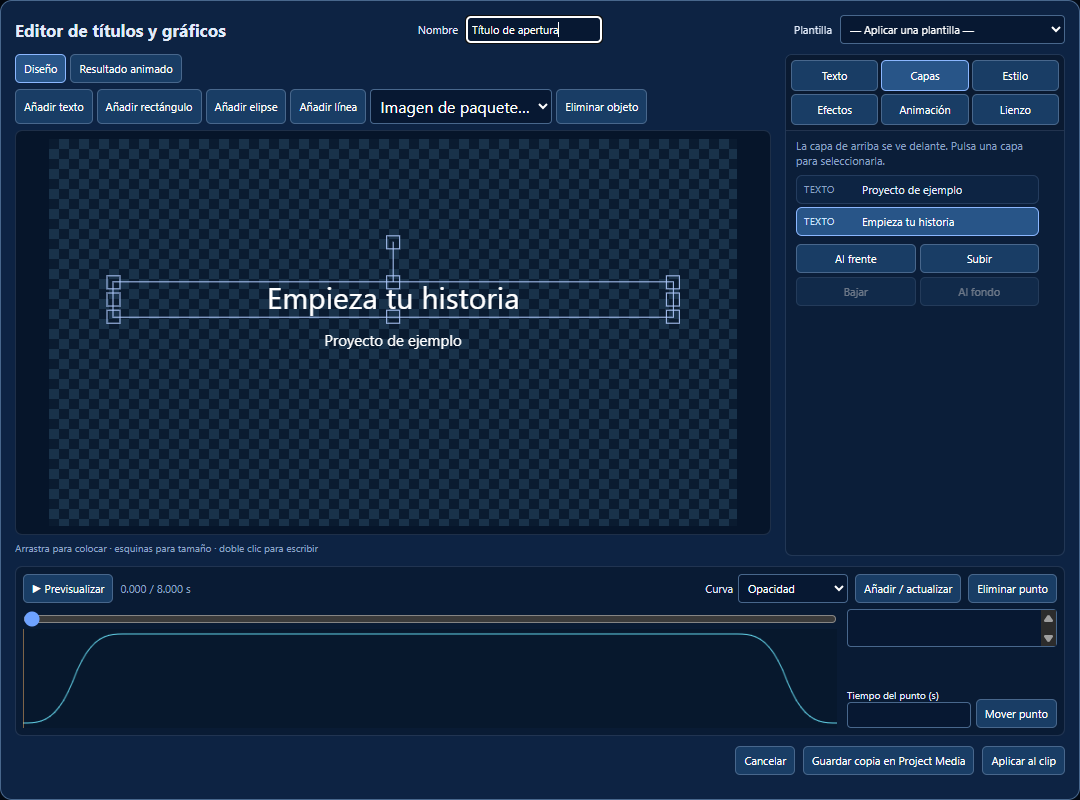 Editor de títulos y gráficos
Nombre
Título de apertura
Plantilla
— Aplicar una plantilla —
Diseño
Resultado animado
Añadir texto
Añadir rectángulo
Añadir elipse
Añadir línea
Imagen de paquete...
Eliminar objeto
Texto
Capas
Estilo
Efectos
Animación
Lienzo
La capa de arriba se ve delante. Pulsa una capa
para seleccionarla.
TEXTO Proyecto de ejemplo
TEXTO Empieza tu historia
Al frente
Subir
Bajar
Al fondo
Empieza tu historia
Proyecto de ejemplo
Arrastra para colocar · esquinas para tamaño · doble clic para escribir
Previsualizar
0.000 / 8.000 s
Curva
Opacidad
Añadir / actualizar
Eliminar punto
Tiempo del punto (s)
Mover punto
Cancelar
Guardar copia en Project Media
Aplicar al clip